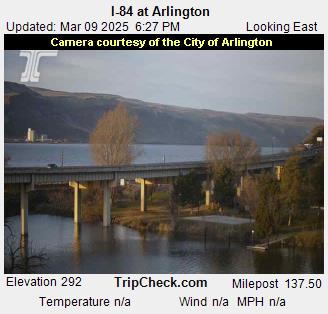 I-84 at Arlington
Updated: Mar 09 2025 6:27 PM Looking East
Camera courtesy of the City of Arlington
Elevation 292 TripCheck.com Milepost 137.50
Temperature n/a Wind n/a MPH n/a